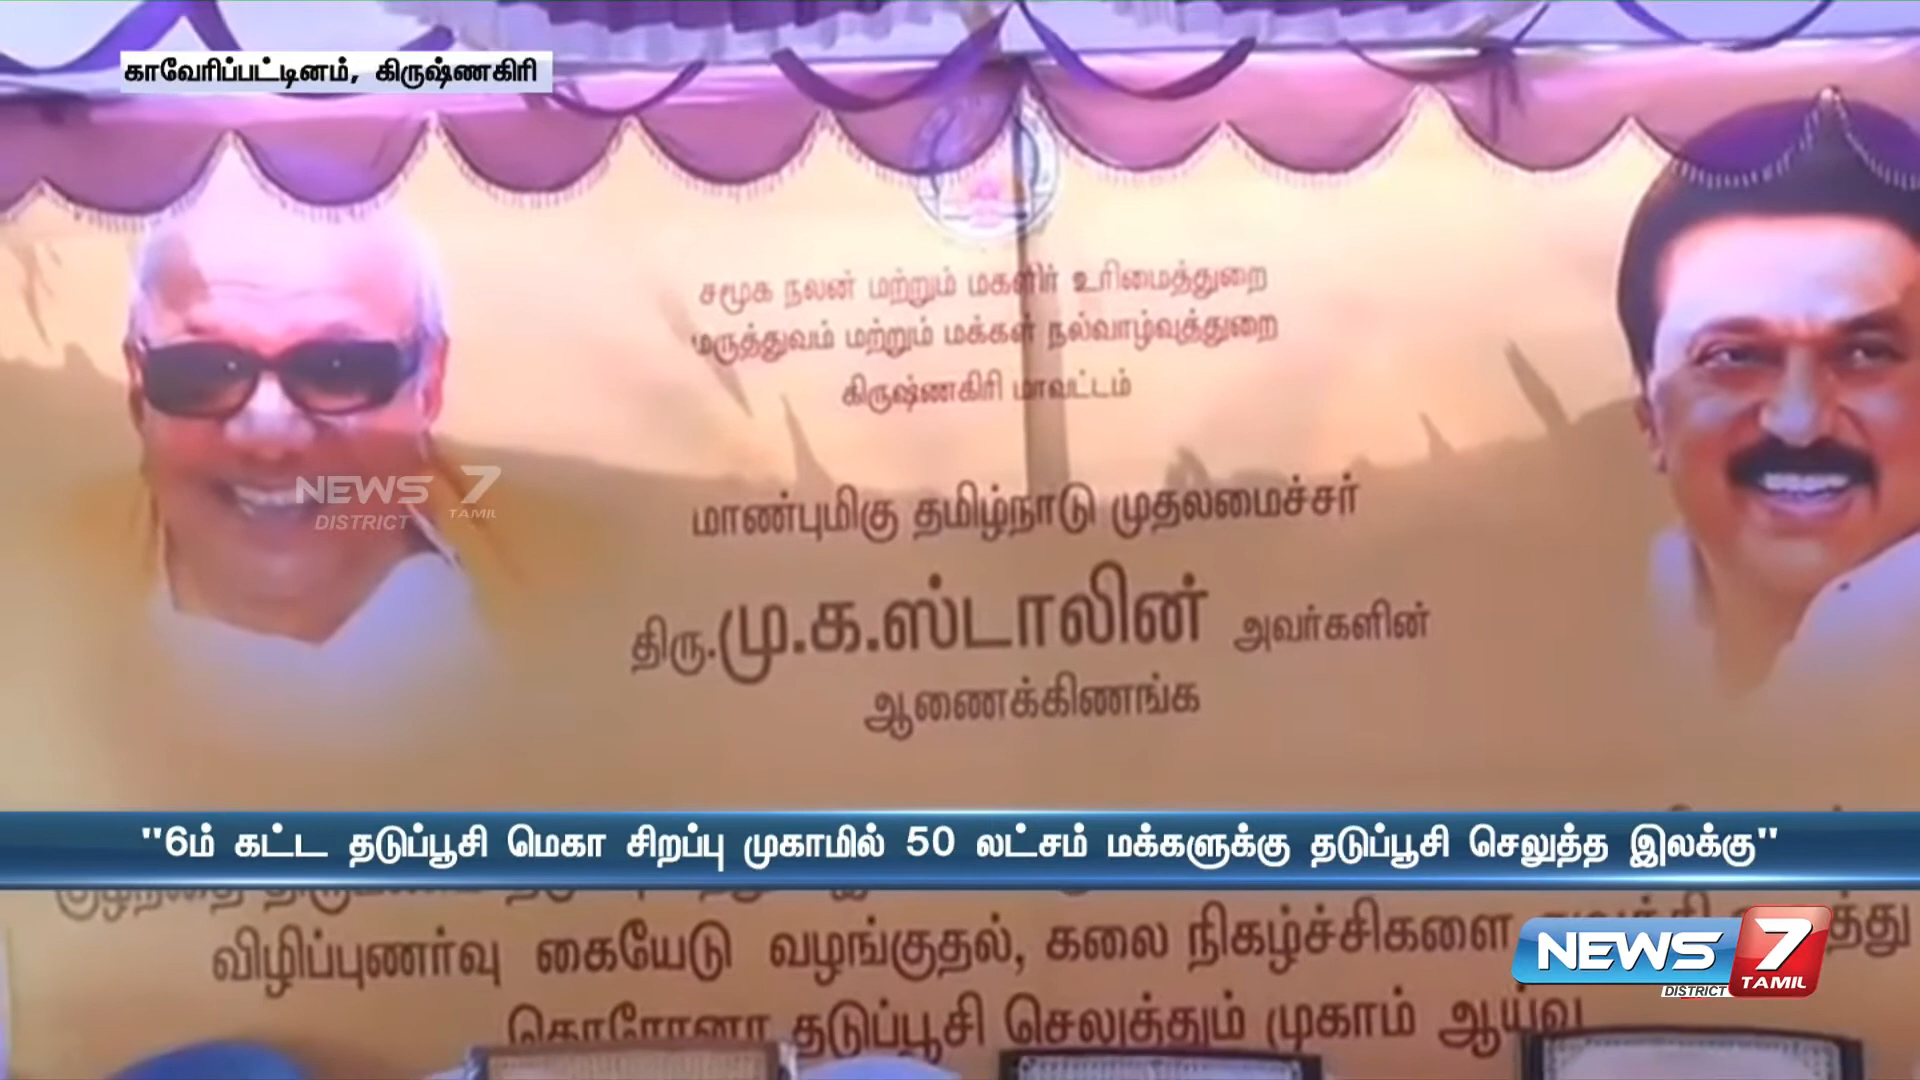 காவேரிப்பட்டினம், கிருஷ்ணகிரி
சமூக நலன் மற்றும் மகளிர் உரிமைத்துறை
மருத்துவம் மற்றும் மக்கள் நல்வாழ்வுத்துறை
கிருஷ்ணகிரி மாவட்டம்
NEWS 7
DISTRICT TAMIL
மாண்புமிகு தமிழ்நாடு முதலமைச்சர்
திரு.மு.க.ஸ்டாலின் அவர்களின்
ஆணைக்கிணங்க
"6ம் கட்ட தடுப்பூசி மெகா சிறப்பு முகாமில் 50 லட்சம் மக்களுக்கு தடுப்பூசி செலுத்த இலக்கு"
விழிப்புணர்வு கையேடு வழங்குதல், கலை நிகழ்ச்சிகளை
NEWS 7
DISTRICT TAMIL
கொரோனா தடுப்பூசி செலுத்தும் முகாம் ஆய்வு